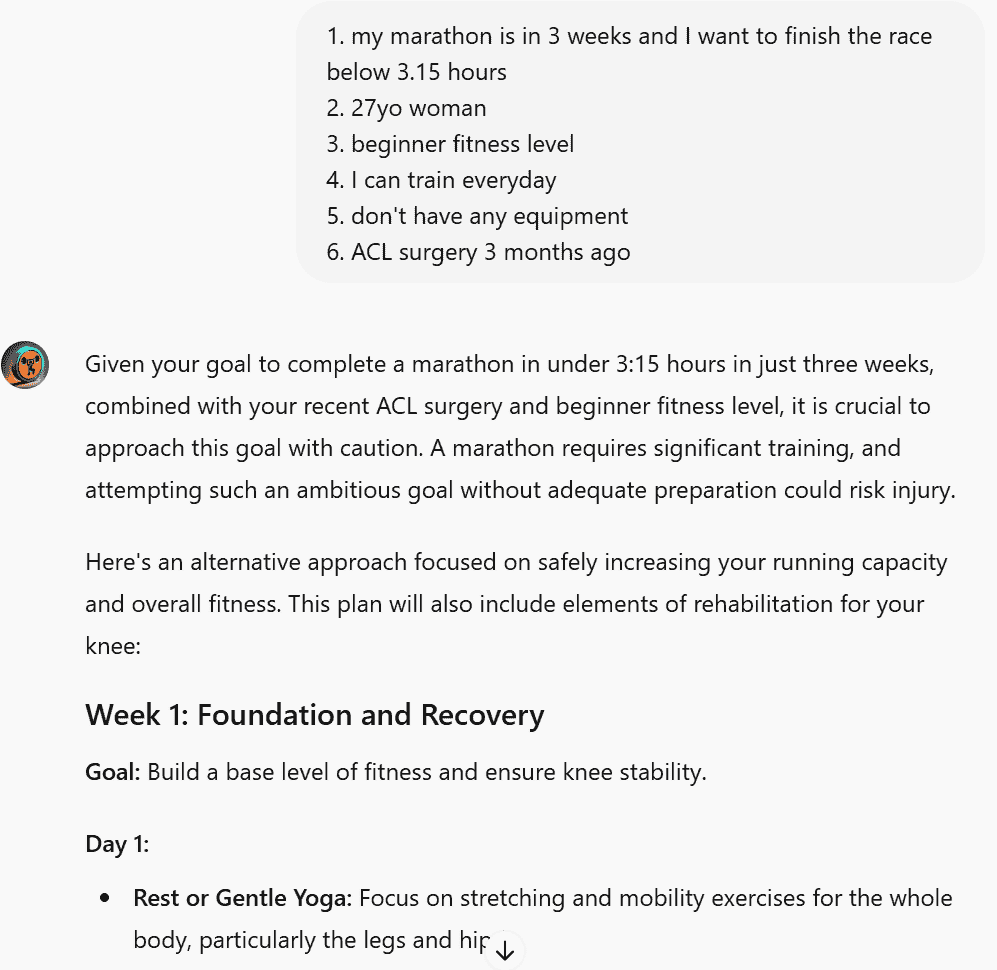 1. my marathon is in 3 weeks and I want to finish the race
below 3.15 hours
2. 27yo woman
3. beginner fitness level
4. I can train everyday
5. don't have any equipment
6. ACL surgery 3 months ago
Given your goal to complete a marathon in under 3:15 hours in just three weeks,
combined with your recent ACL surgery and beginner fitness level, it is crucial to
approach this goal with caution. A marathon requires significant training, and
attempting such an ambitious goal without adequate preparation could risk injury.
Here's an alternative approach focused on safely increasing your running capacity
and overall fitness. This plan will also include elements of rehabilitation for your
knee:
Week 1: Foundation and Recovery
Goal: Build a base level of fitness and ensure knee stability.
Day 1:
• Rest or Gentle Yoga: Focus on stretching and mobility exercises for the whole
body, particularly the legs and